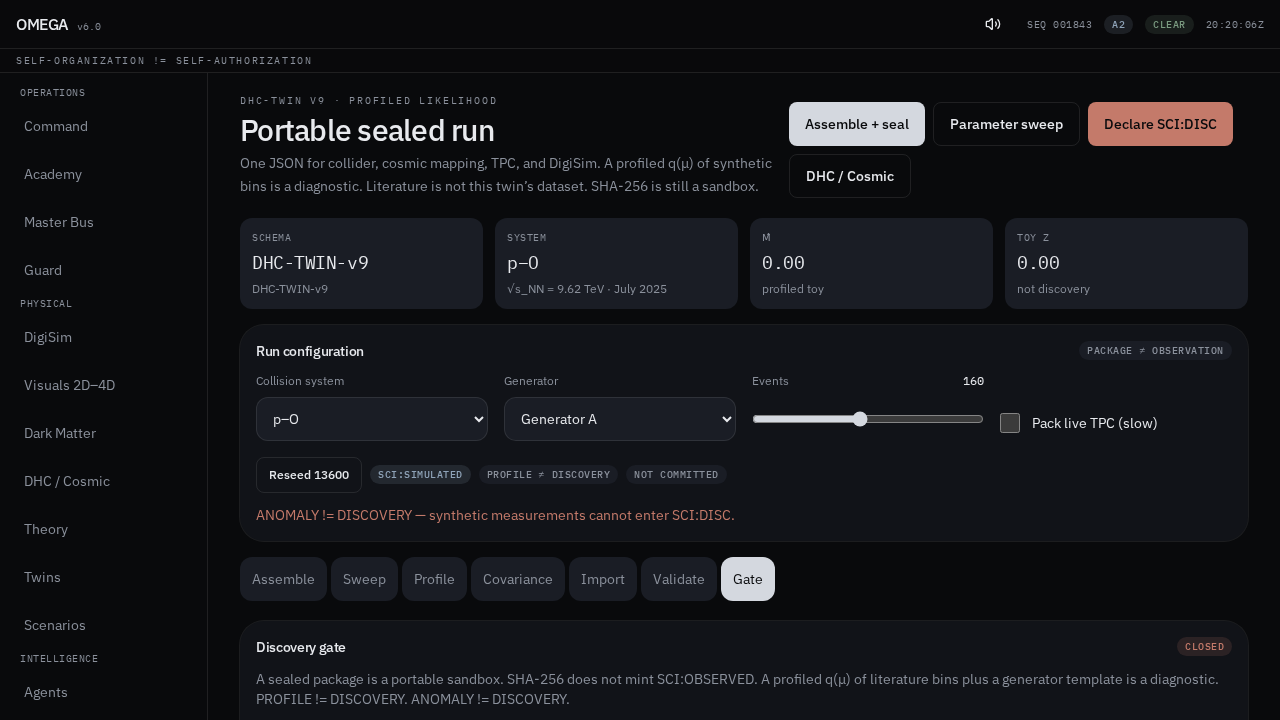 OMEGA v6.0
SEQ 001843 A2 CLEAR 20:20:06Z
SELF-ORGANIZATION != SELF-AUTHORIZATION
OPERATIONS
Command
Academy
Master Bus
Guard
PHYSICAL
DigiSim
Visuals 2D–4D
Dark Matter
DHC / Cosmic
Theory
Twins
Scenarios
INTELLIGENCE
Agents
DHC-TWIN V9 · PROFILED LIKELIHOOD
Portable sealed run
One JSON for collider, cosmic mapping, TPC, and DigiSim. A profiled q(μ) of synthetic
bins is a diagnostic. Literature is not this twin’s dataset. SHA-256 is still a sandbox.
Assemble + seal
Parameter sweep
Declare SCI:DISC
DHC / Cosmic
SCHEMA
DHC-TWIN-v9
DHC-TWIN-v9
SYSTEM
p–O
√s_NN = 9.62 TeV · July 2025
0.00
profiled toy
TOY Z
0.00
not discovery
Run configuration
PACKAGE ≠ OBSERVATION
Collision system
p–O
Generator
Generator A
Events 160
Pack live TPC (slow)
Reseed 13600
SCI:SIMULATED
PROFILE ≠ DISCOVERY
NOT COMMITTED
ANOMALY != DISCOVERY — synthetic measurements cannot enter SCI:DISC.
Assemble
Sweep
Profile
Covariance
Import
Validate
Gate
Discovery gate
CLOSED
A sealed package is a portable sandbox. SHA-256 does not mint SCI:OBSERVED. A profiled q(μ) of literature bins plus a generator template is a diagnostic.
PROFILE != DISCOVERY. ANOMALY != DISCOVERY.